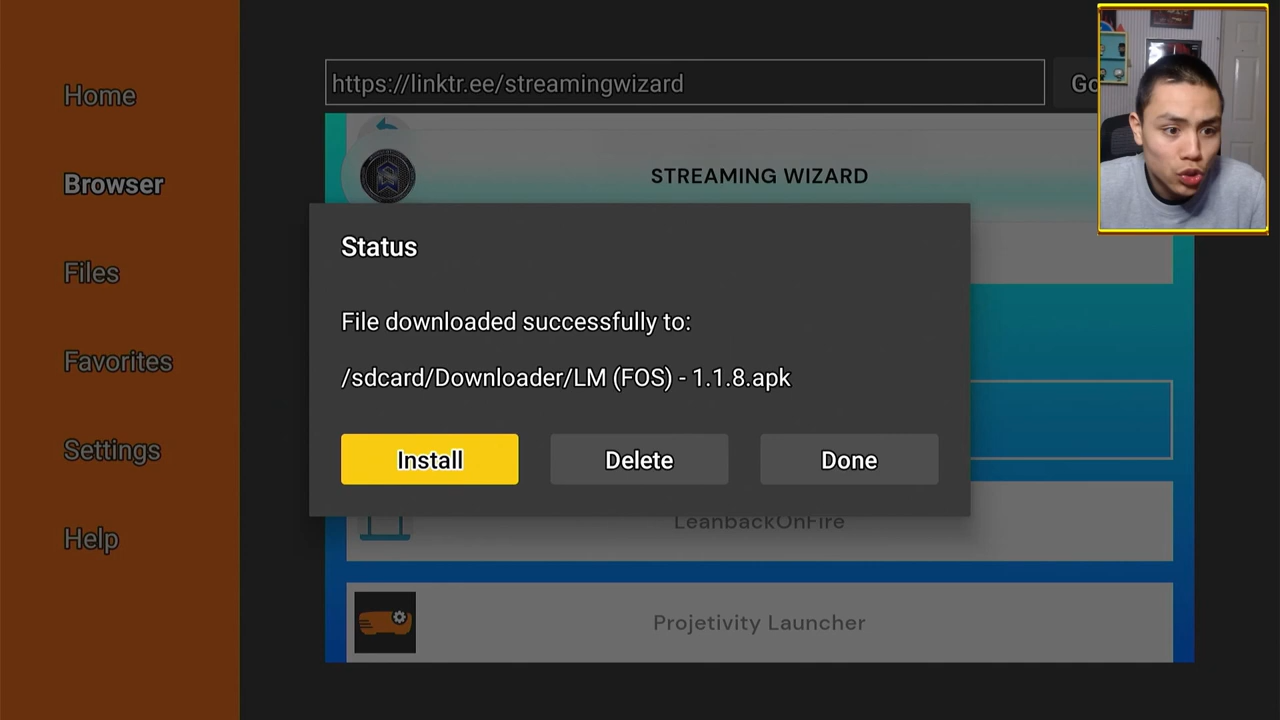 Home
Browser
Files
Favorites
Settings
Help
https://linktr.ee/streamingwizard
Go
STREAMING WIZARD
Status
File downloaded successfully to:
/sdcard/Downloader/LM (FOS) - 1.1.8.apk
Install
Delete
Done
LeanbackOnFire
Projetivity Launcher